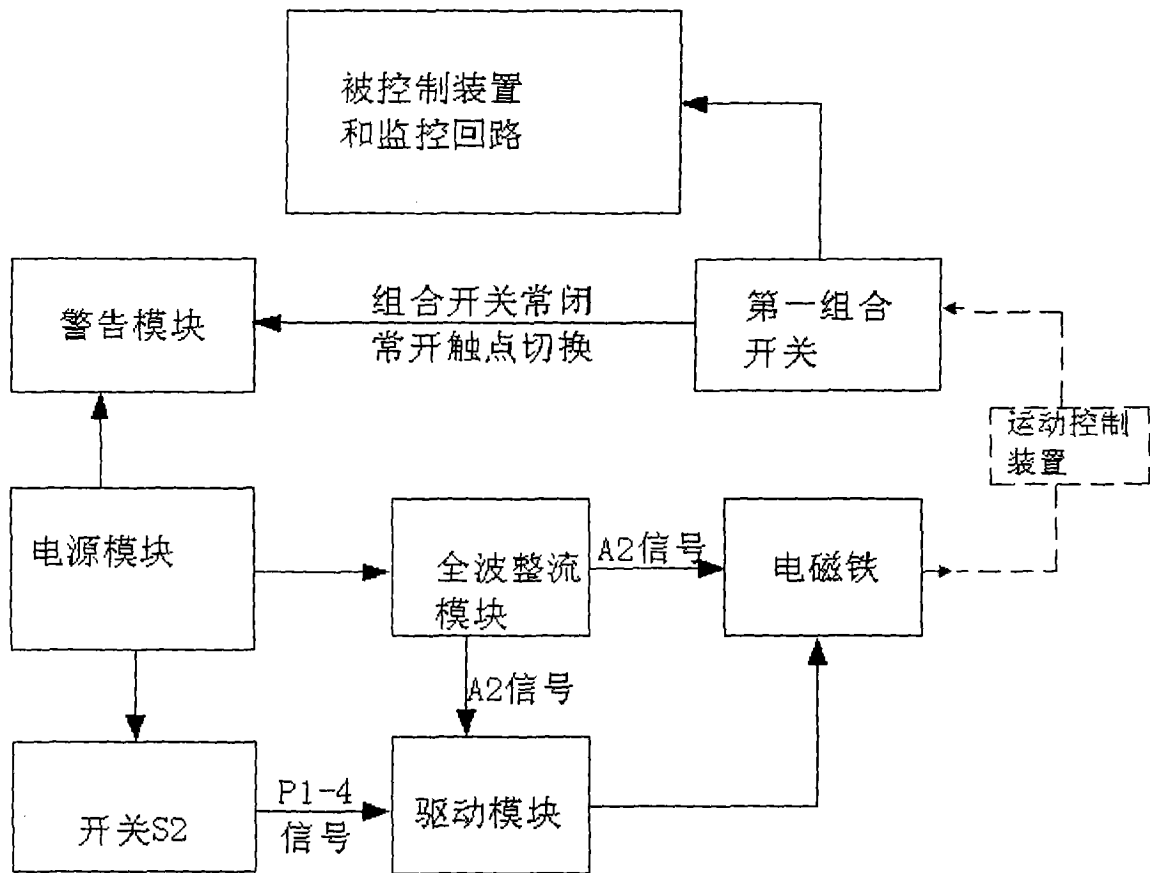 被控制装置
和监控回路
警告模块
组合开关常闭
常开触点切换
第一组合
开关
运动控制
装置
电源模块
全波整流
模块
A2信号
电磁铁
A2信号
开关S2
P1-4
信号
驱动模块